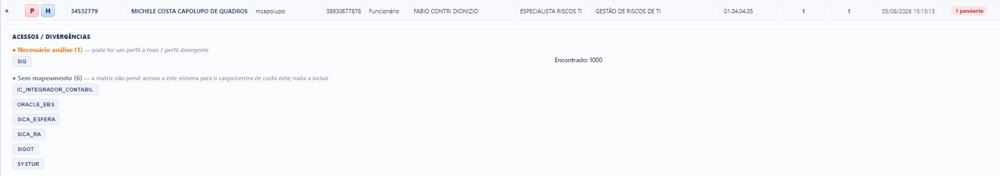 × P H 34532779 MICHELE COSTA CAPOLUPO DE QUADROS mcapolupo 38930677878 Funcionário FABIO CONTRI DIONIZIO ESPECIALISTA RISCOS TI GESTÃO DE RISCOS DE TI 01.04.04.05 1 1 05/08/2026 15:15:13 1 pendente
ACESSOS / DIVERGÊNCIAS
• Necessário análise (1) — pode ter um perfil a mais / perfil divergente
SIG Encontrado: 1000
• Sem mapeamento (6) — a matriz não prevê acesso a este sistema para o cargo/centro de custo dela; nada a incluir
IC_INTEGRADOR_CONTABIL
ORACLE_EBS
SICA_ESFERA
SICA_RA
SIGOT
SYSTUR